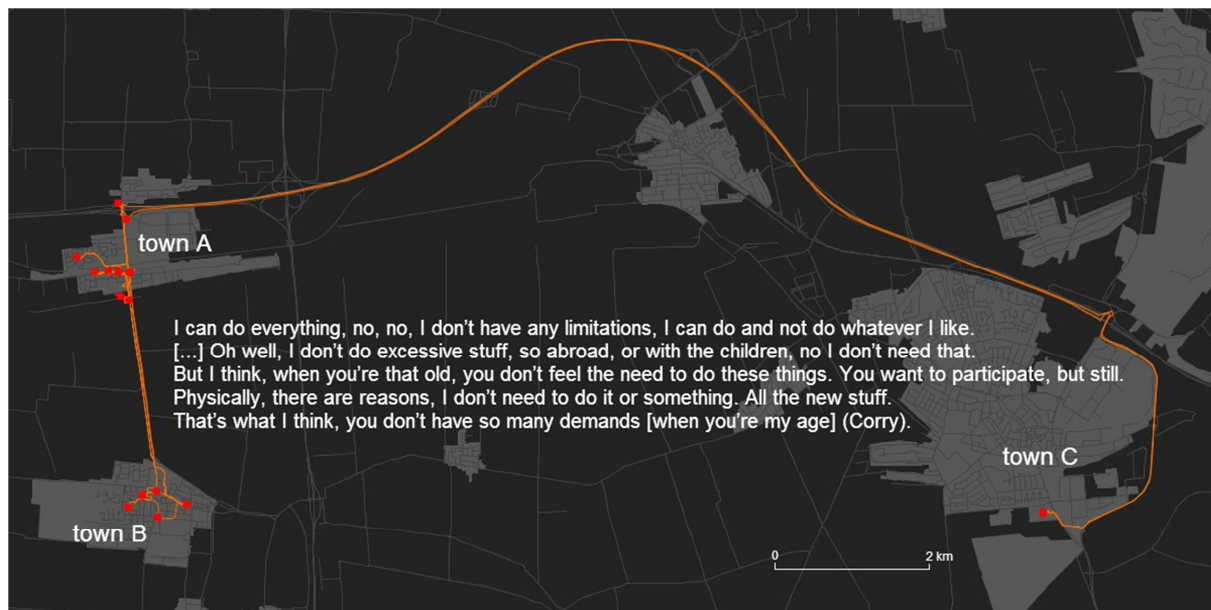 town A
I can do everything, no, no, I don't have any limitations, I can do and not do whatever I like.
[...] Oh well, I don't do excessive stuff, so abroad, or with the children, no I don't need that.
But I think, when you're that old, you don't feel the need to do these things. You want to participate, but still.
Physically, there are reasons, I don't need to do it or something. All the new stuff.
That's what I think, you don't have so many demands [when you're my age] (Corry).
town C
town B
0 2 km